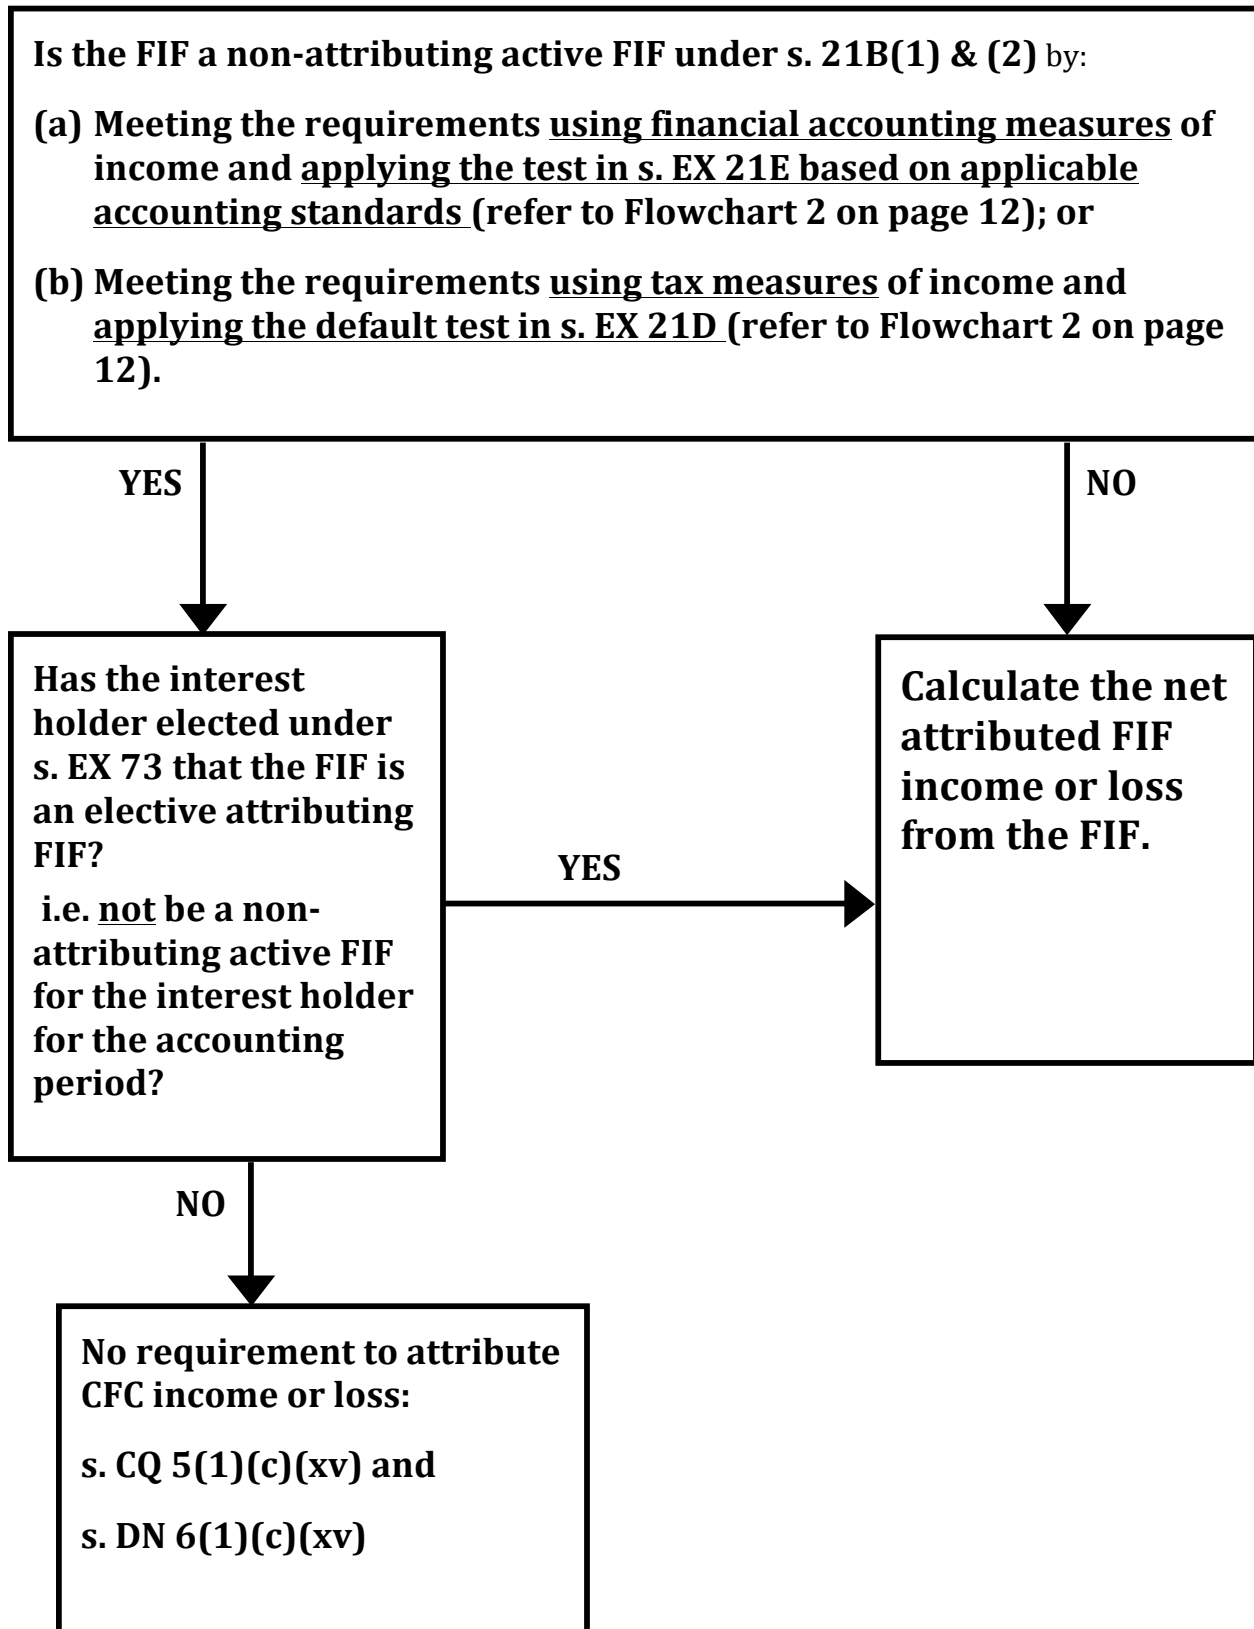 Is the FIF a non-attributing active FIF under s. 21B(1) & (2) by:
(a) Meeting the requirements using financial accounting measures of
income and applying the test in s. EX 21E based on applicable
accounting standards (refer to Flowchart 2 on page 12); or
(b) Meeting the requirements using tax measures of income and
applying the default test in s. EX 21D (refer to Flowchart 2 on page
12).
YES
NO
Has the interest
holder elected under
s. EX 73 that the FIF is
an elective attributing
FIF?
i.e. not be a non-
attributing active FIF
for the interest holder
for the accounting
period?
YES
Calculate the net
attributed FIF
income or loss
from the FIF.
NO
No requirement to attribute
CFC income or loss:
s. CQ 5(1)(c)(xv) and
s. DN 6(1)(c)(xv)